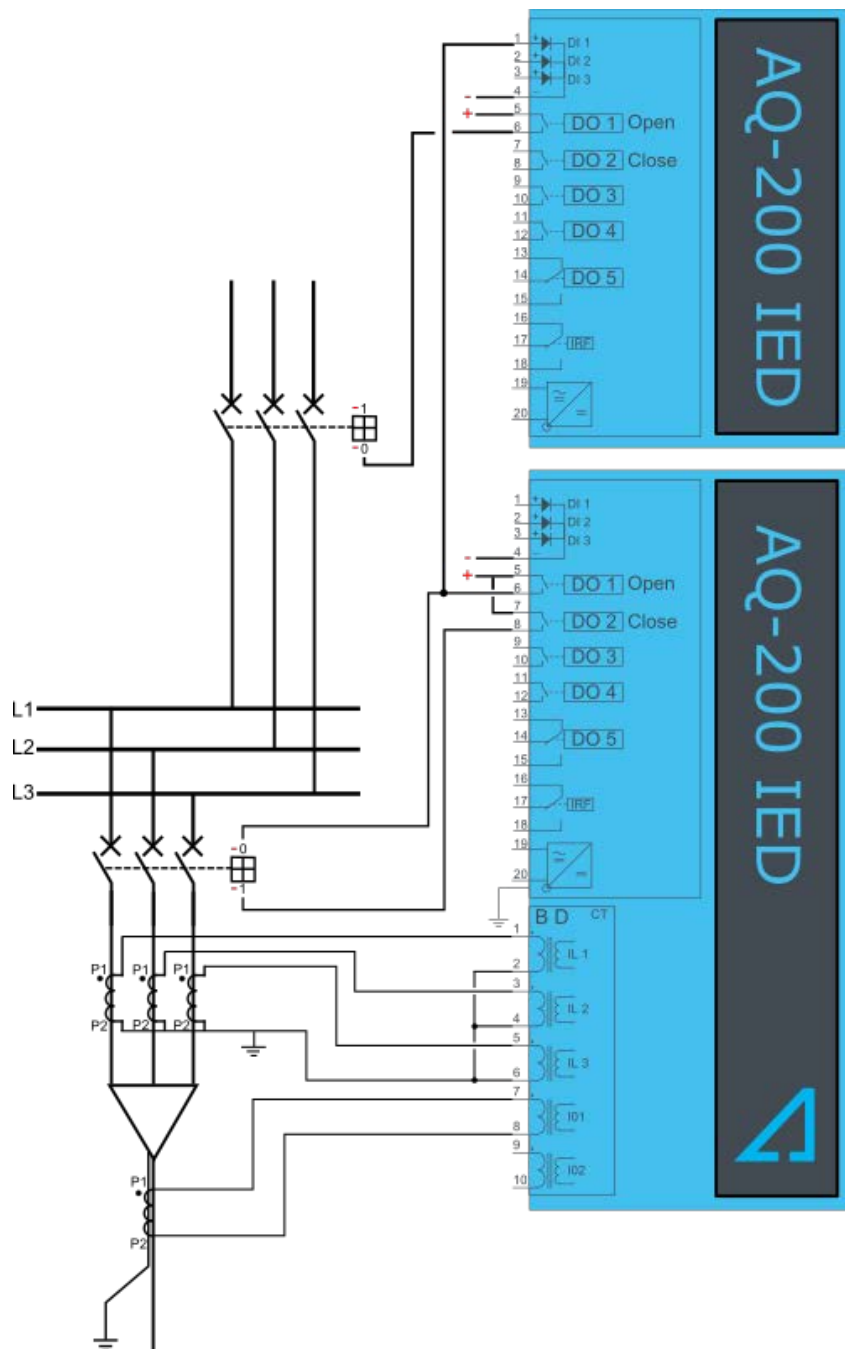 1 + DI 1
2 + DI 2
3 + DI 3
4 -
- 
+ 5
6 DO 1 Open
7
8 DO 2 Close
9
10 DO 3
11
12 DO 4
13
14 DO 5
15
16
17 IRF
18
19
20
AQ-200 IED
-1
-0
1 + DI 1
2 + DI 2
3 + DI 3
4 -
-
+ 5
6 DO 1 Open
7
8 DO 2 Close
9
10 DO 3
11
12 DO 4
13
14 DO 5
15
16
17 IRF
18
19
20
AQ-200 IED
L1
L2
L3
-0
-1
B D CT
1
2 IL 1
3
4 IL 2
5
6 IL 3
7
8 I01
9
10 I02
P1 P1 P1
P2 P2 P2
P1
P2